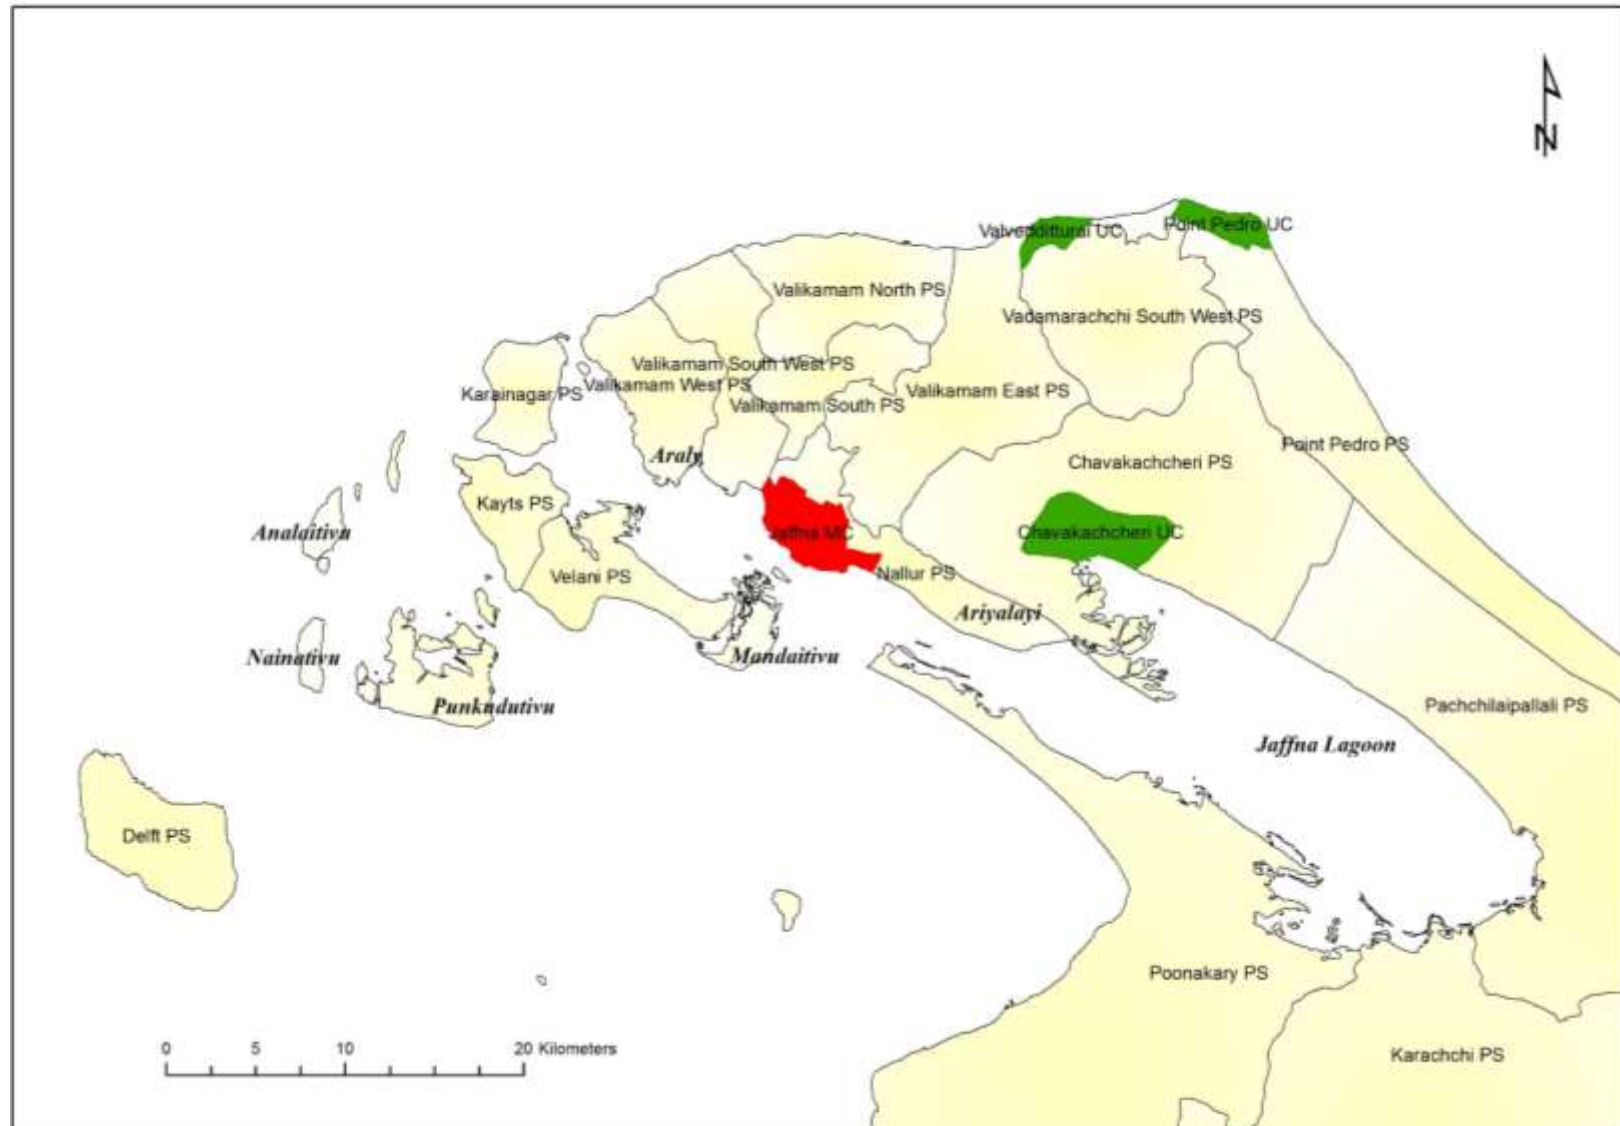 N
Valvedditturai UC
Point Pedro UC
Valikamam North PS
Vadamarachchi South West PS
Valikamam South West PS
Karainagar PS
Valikamam West PS
Valikamam East PS
Valikamam South PS
Point Pedro PS
Araly
Chavakachcheri PS
Kayts PS
Analaitivu
Jaffna MC
Chavakachcheri UC
Velani PS
Nallur PS
Ariyalayi
Nainativu
Mandaitivu
Punkudutivu
Pachchilaipallali PS
Jaffna Lagoon
Delft PS
Poonakary PS
0 5 10 20 Kilometers
Karachchi PS